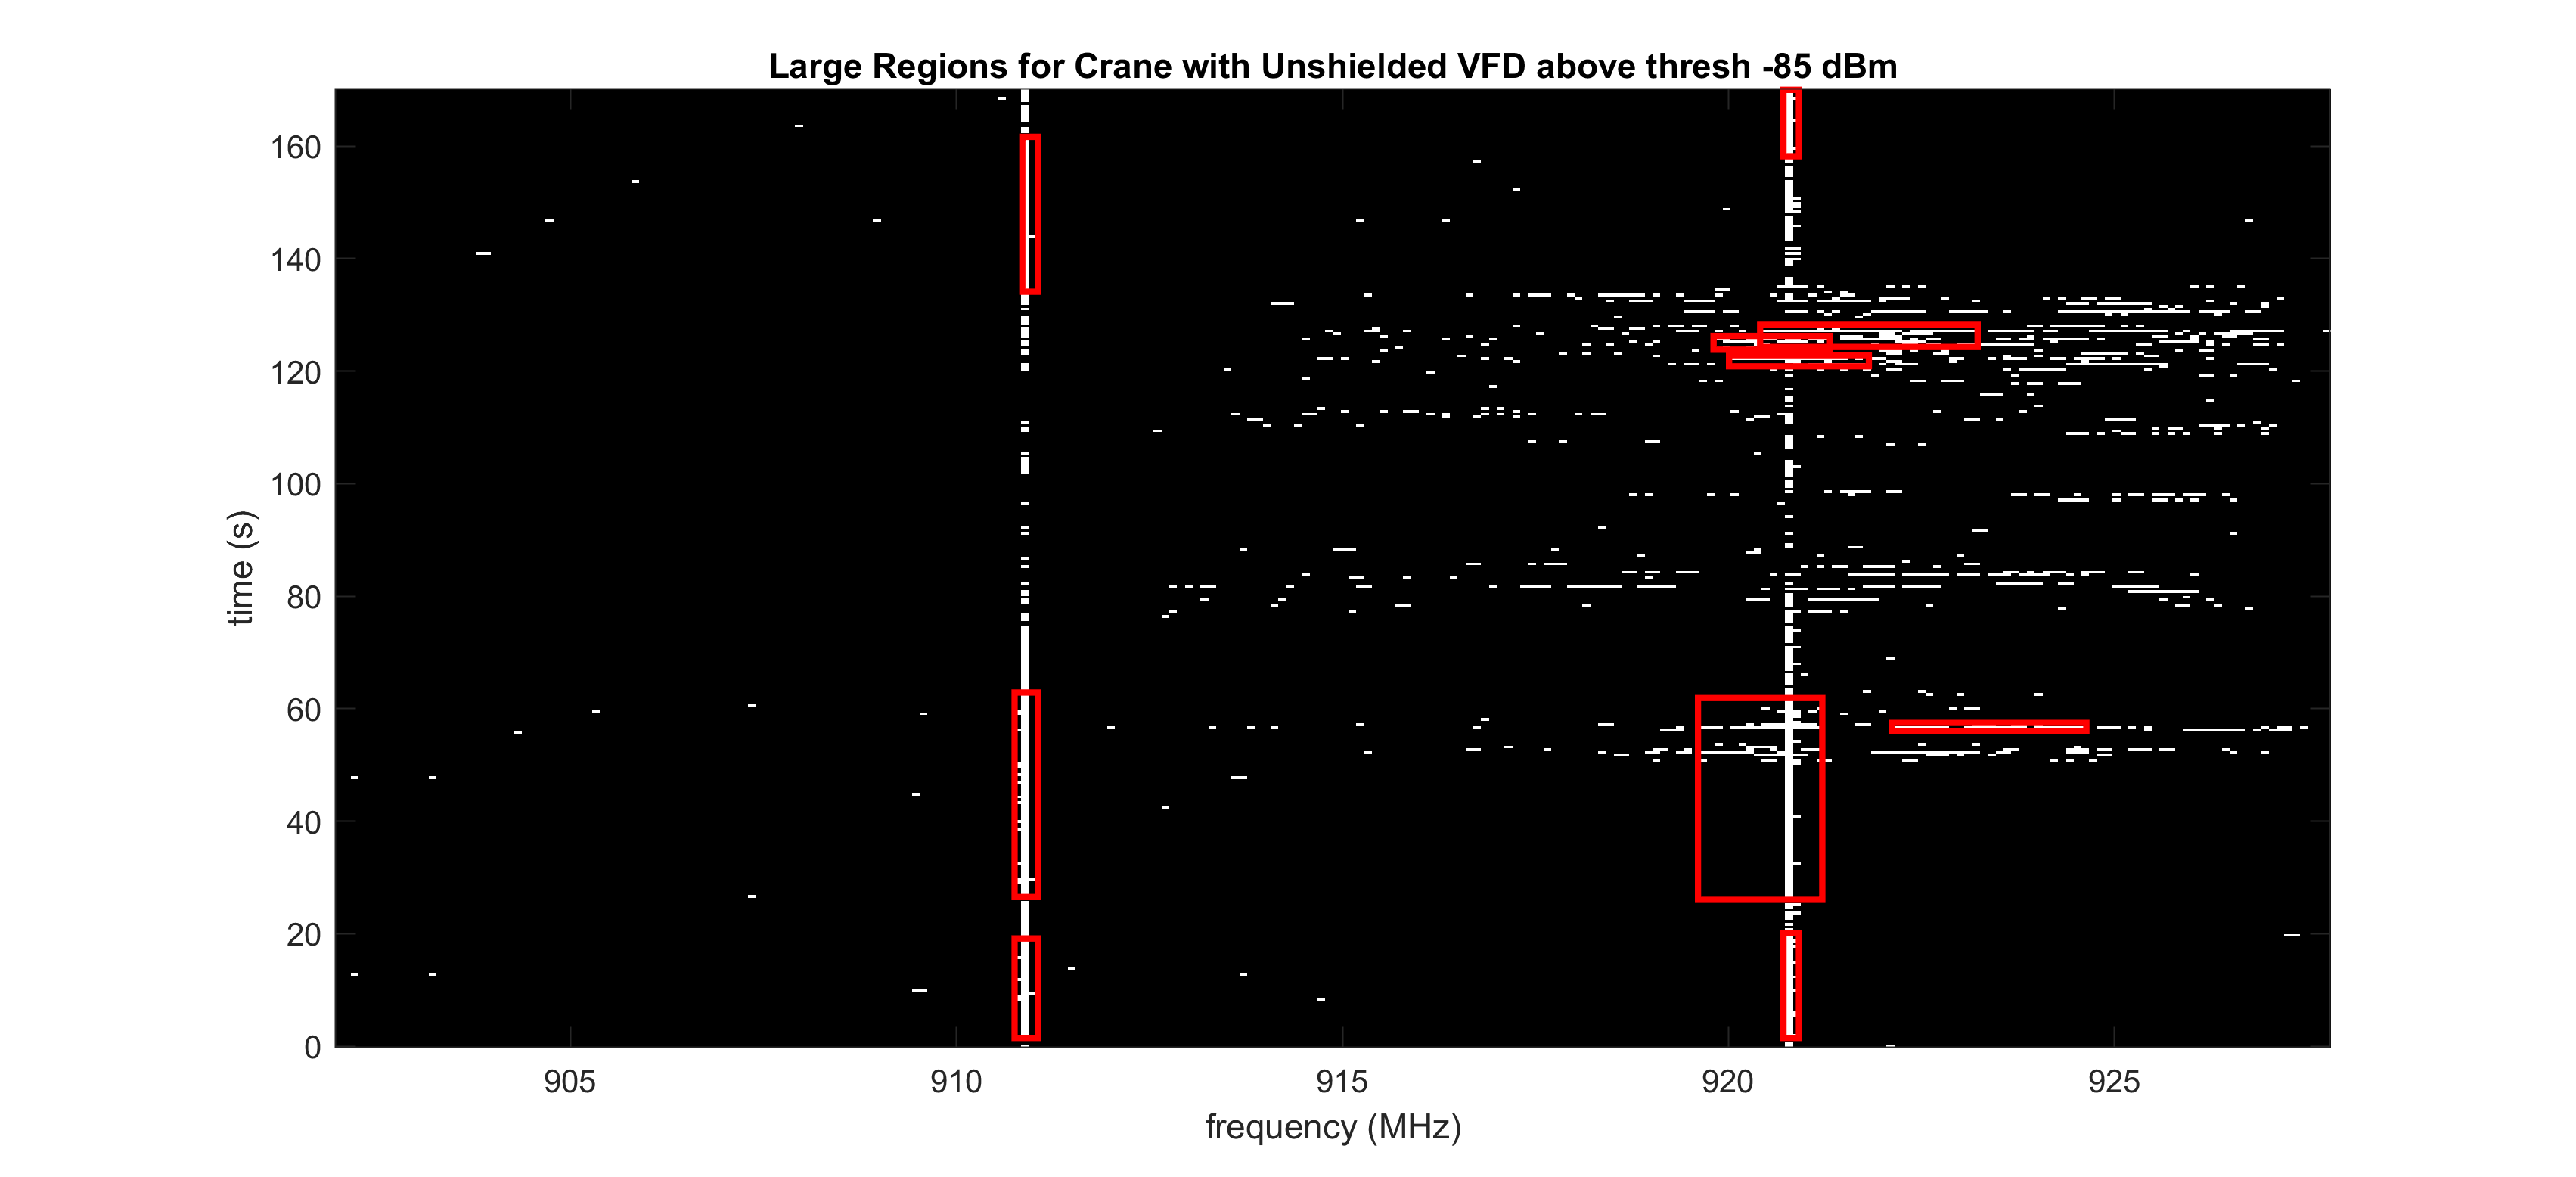 Large Regions for Crane with Unshielded VFD above thresh -85 dBm
160
140
120
100
80
60
40
20
0
time (s)
905 910 915 920 925
frequency (MHz)